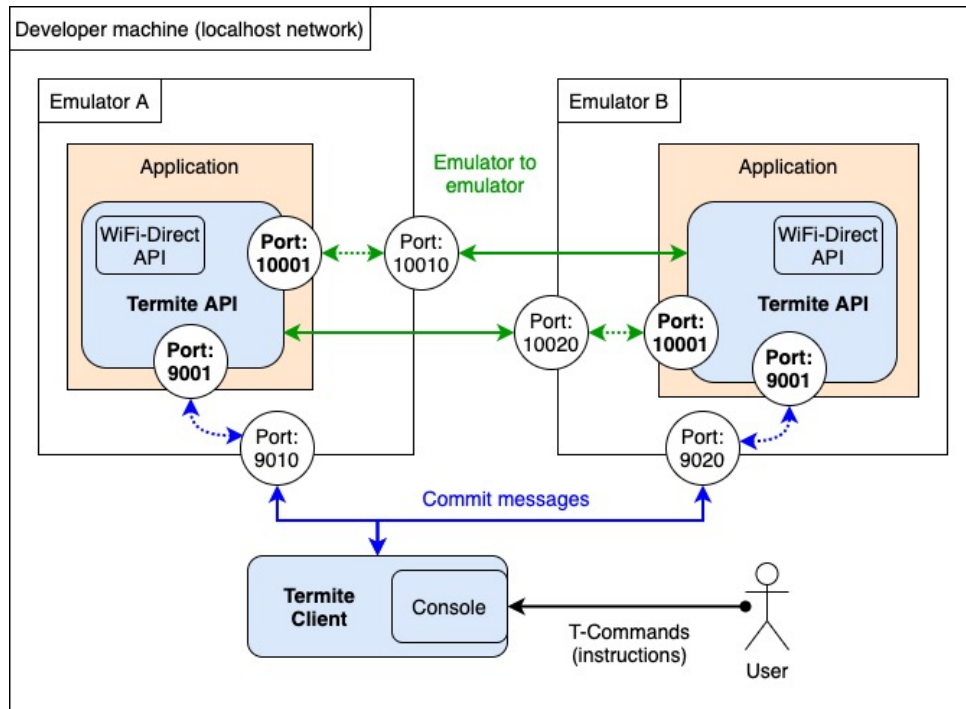 Developer machine (localhost network)
Emulator A
Emulator B
Application
WiFi-Direct
API
Termite API
Port:
10001
Port:
9001
Port:
10010
Port:
9010
Emulator to
emulator
Application
WiFi-Direct
API
Termite API
Port:
10020
Port:
10001
Port:
9001
Port:
9020
Commit messages
Termite
Client
Console
T-Commands
(instructions)
User